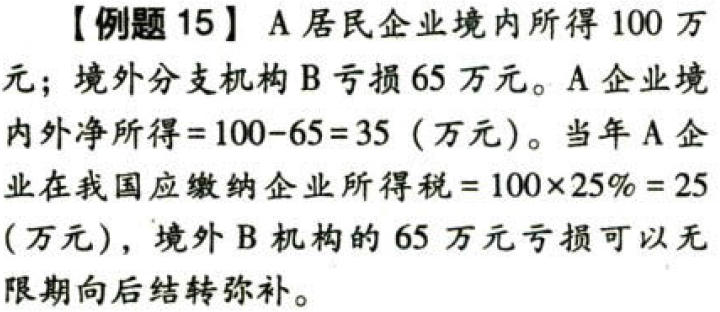 【例题 15】 A 居民企业境内所得 100 万
元；境外分支机构 B 亏损 65 万元。A 企业境
内外净所得=100-65=35（万元）。当年 A 企
业在我国应缴纳企业所得税=100×25%=25
（万元），境外 B 机构的 65 万元亏损可以无
限期向后结转弥补。